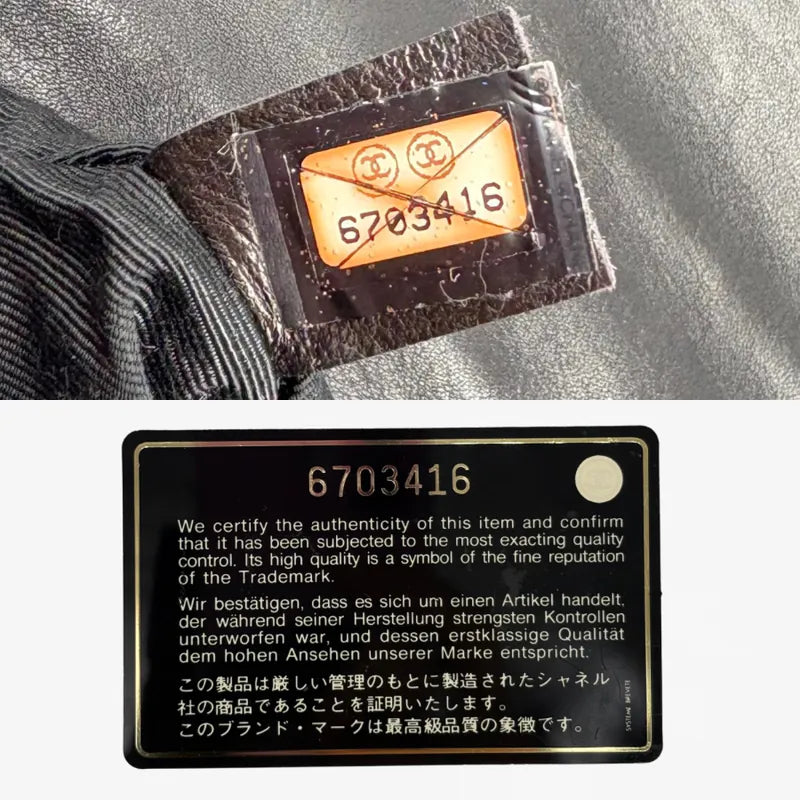 6703416
6703416
We certify the authenticity of this item and confirm
that it has been subjected to the most exacting quality
control. Its high quality is a symbol of the fine reputation
of the Trademark.
Wir bestätigen, dass es sich um einen Artikel handelt,
der während seiner Herstellung strengsten Kontrollen
unterworfen war, und dessen erstklassige Qualität
dem hohen Ansehen unserer Marke entspricht.
この製品は厳しい管理のもとに製造されたシャネル
社の商品であることを証明いたします。
このブランド・マークは最高級品質の象徴です。
SYSTEME BREVETE